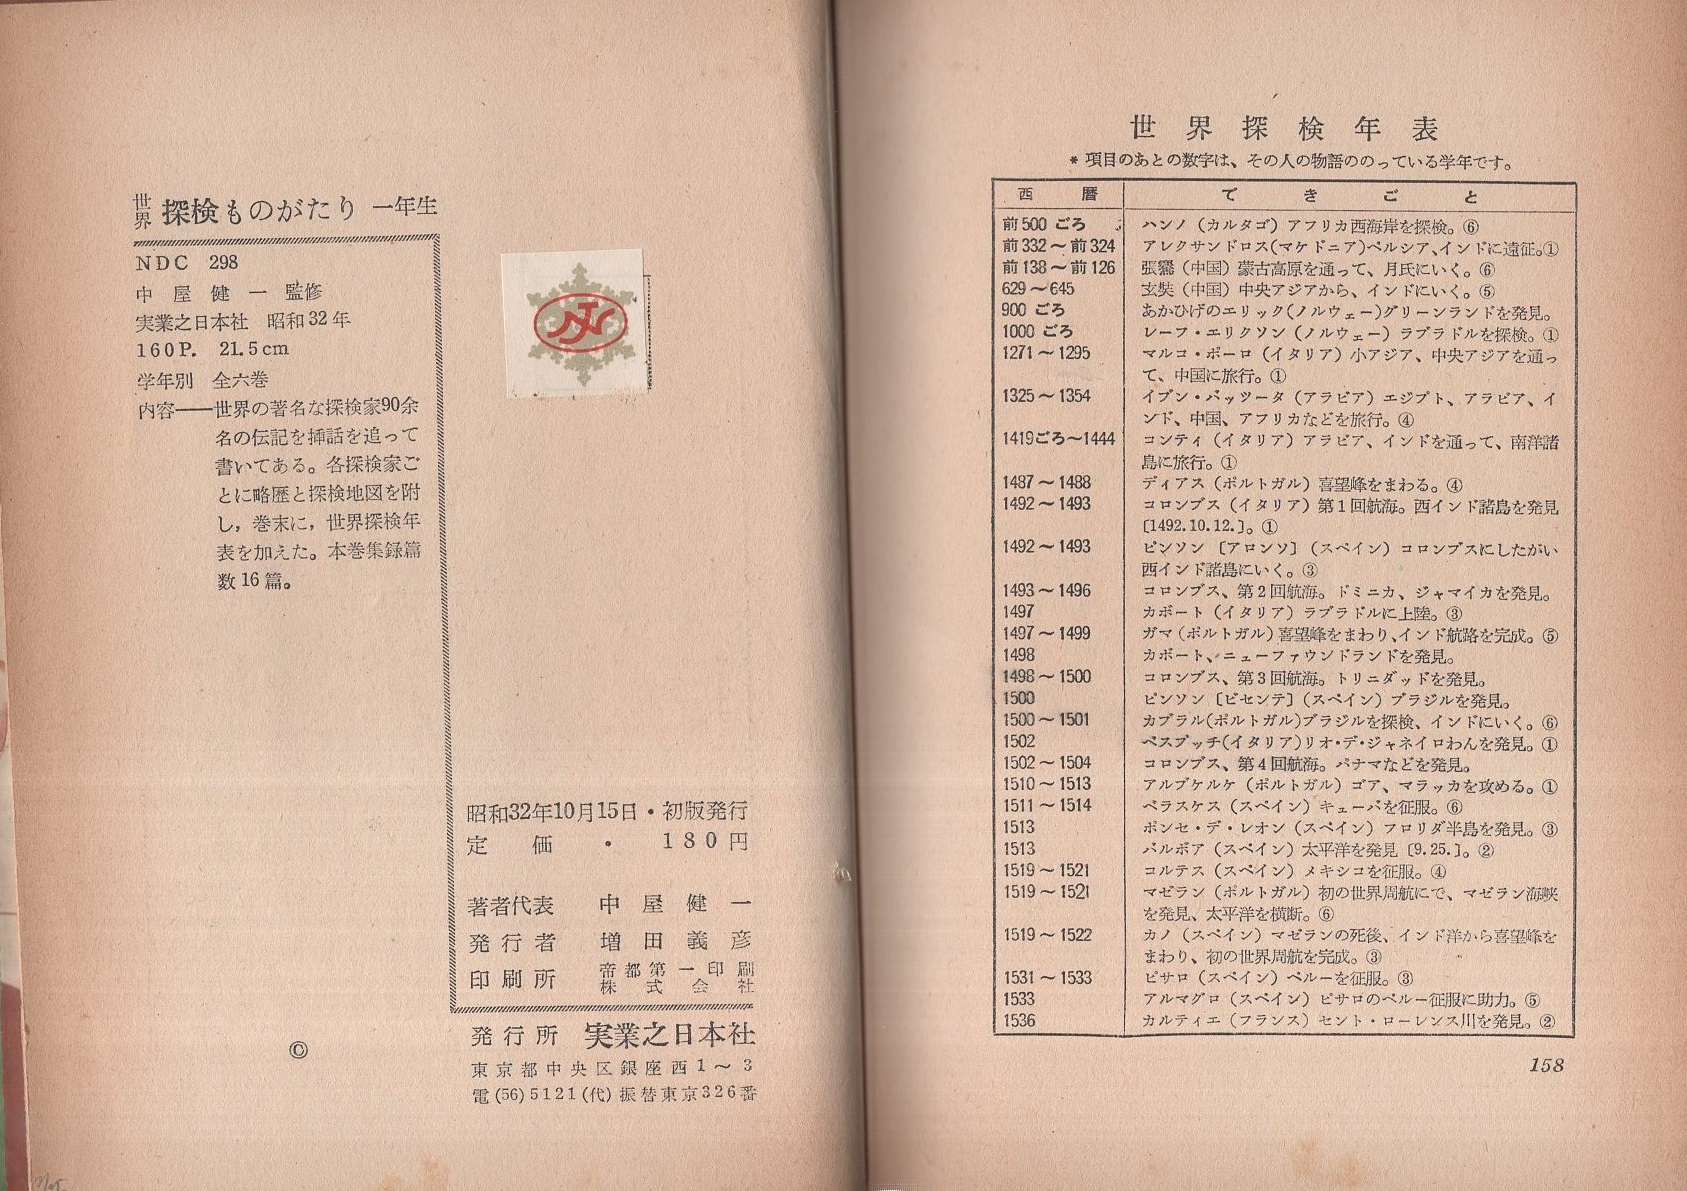 世界 探検ものがたり 一年生
NDC 298
中屋健一 監修
実業之日本社 昭和32年
160P. 21.5cm
学年別 全六巻
内容――世界の著名な探検家90余
名の伝記を挿話を追って
書いてある。各探検家ご
とに略歴と探検地図を附
し，巻末に，世界探検年
表を加えた。本巻集録篇
数16篇。
昭和32年10月15日・初版発行
定価・180円
著者代表 中屋健一
発行者 増田義彦
印刷所 帝都第一印刷株式会社
発行所 実業之日本社
東京都中央区銀座西1～3
電(56)5121(代)振替東京326番
©
世界探検年表
＊項目のあとの数字は、その人の物語ののっている学年です。
西暦 できごと
前500ごろ ハンノ（カルタゴ）アフリカ西海岸を探検。⑥
前332～前324 アレクサンドロス(マケドニア)ペルシア、インドに遠征。①
前138～前126 張騫（中国）蒙古高原を通って、月氏にいく。⑥
629～645 玄奘（中国）中央アジアから、インドにいく。⑤
900ごろ あかひげのエリック(ノルウェー)グリーンランドを発見。
1000ごろ レーフ・エリクソン（ノルウェー）ラブラドルを探検。①
1271～1295 マルコ・ポーロ（イタリア）小アジア、中央アジアを通っ
て、中国に旅行。①
1325～1354 イブン・バッツータ（アラビア）エジプト、アラビア、イ
ンド、中国、アフリカなどを旅行。④
1419ごろ～1444 コンティ（イタリア）アラビア、インドを通って、南洋諸
島に旅行。①
1487～1488 ディアス（ポルトガル）喜望峰をまわる。④
1492～1493 コロンブス（イタリア）第1回航海。西インド諸島を発見
〔1492.10.12.〕。①
1492～1493 ピンソン〔アロンソ〕（スペイン）コロンブスにしたがい
西インド諸島にいく。③
1493～1496 コロンブス、第2回航海。ドミニカ、ジャマイカを発見。
1497 カボート（イタリア）ラブラドルに上陸。③
1497～1499 ガマ（ポルトガル）喜望峰をまわり、インド航路を完成。⑤
1498 カボート、ニューファウンドランドを発見。
1498～1500 コロンブス、第3回航海。トリニダッドを発見。
1500 ピンソン〔ビセンテ〕（スペイン）ブラジルを発見。
1500～1501 カブラル(ポルトガル)ブラジルを探検、インドにいく。⑥
1502 ベスプッチ(イタリア)リオ・デ・ジャネイロわんを発見。①
1502～1504 コロンブス、第4回航海。パナマなどを発見。
1510～1513 アルブケルケ（ポルトガル）ゴア、マラッカを攻める。①
1511～1514 ベラスケス（スペイン）キューバを征服。⑥
1513 ポンセ・デ・レオン（スペイン）フロリダ半島を発見。③
1513 バルボア（スペイン）太平洋を発見〔9.25.〕。②
1519～1521 コルテス（スペイン）メキシコを征服。④
1519～1521 マゼラン（ポルトガル）初の世界周航にで、マゼラン海峡
を発見、太平洋を横断。⑥
1519～1522 カノ（スペイン）マゼランの死後、インド洋から喜望峰を
まわり、初の世界周航を完成。③
1531～1533 ピサロ（スペイン）ペルーを征服。③
1533 アルマグロ（スペイン）ピサロのペルー征服に助力。⑤
1536 カルティエ（フランス）セント・ローレンス川を発見。②
158